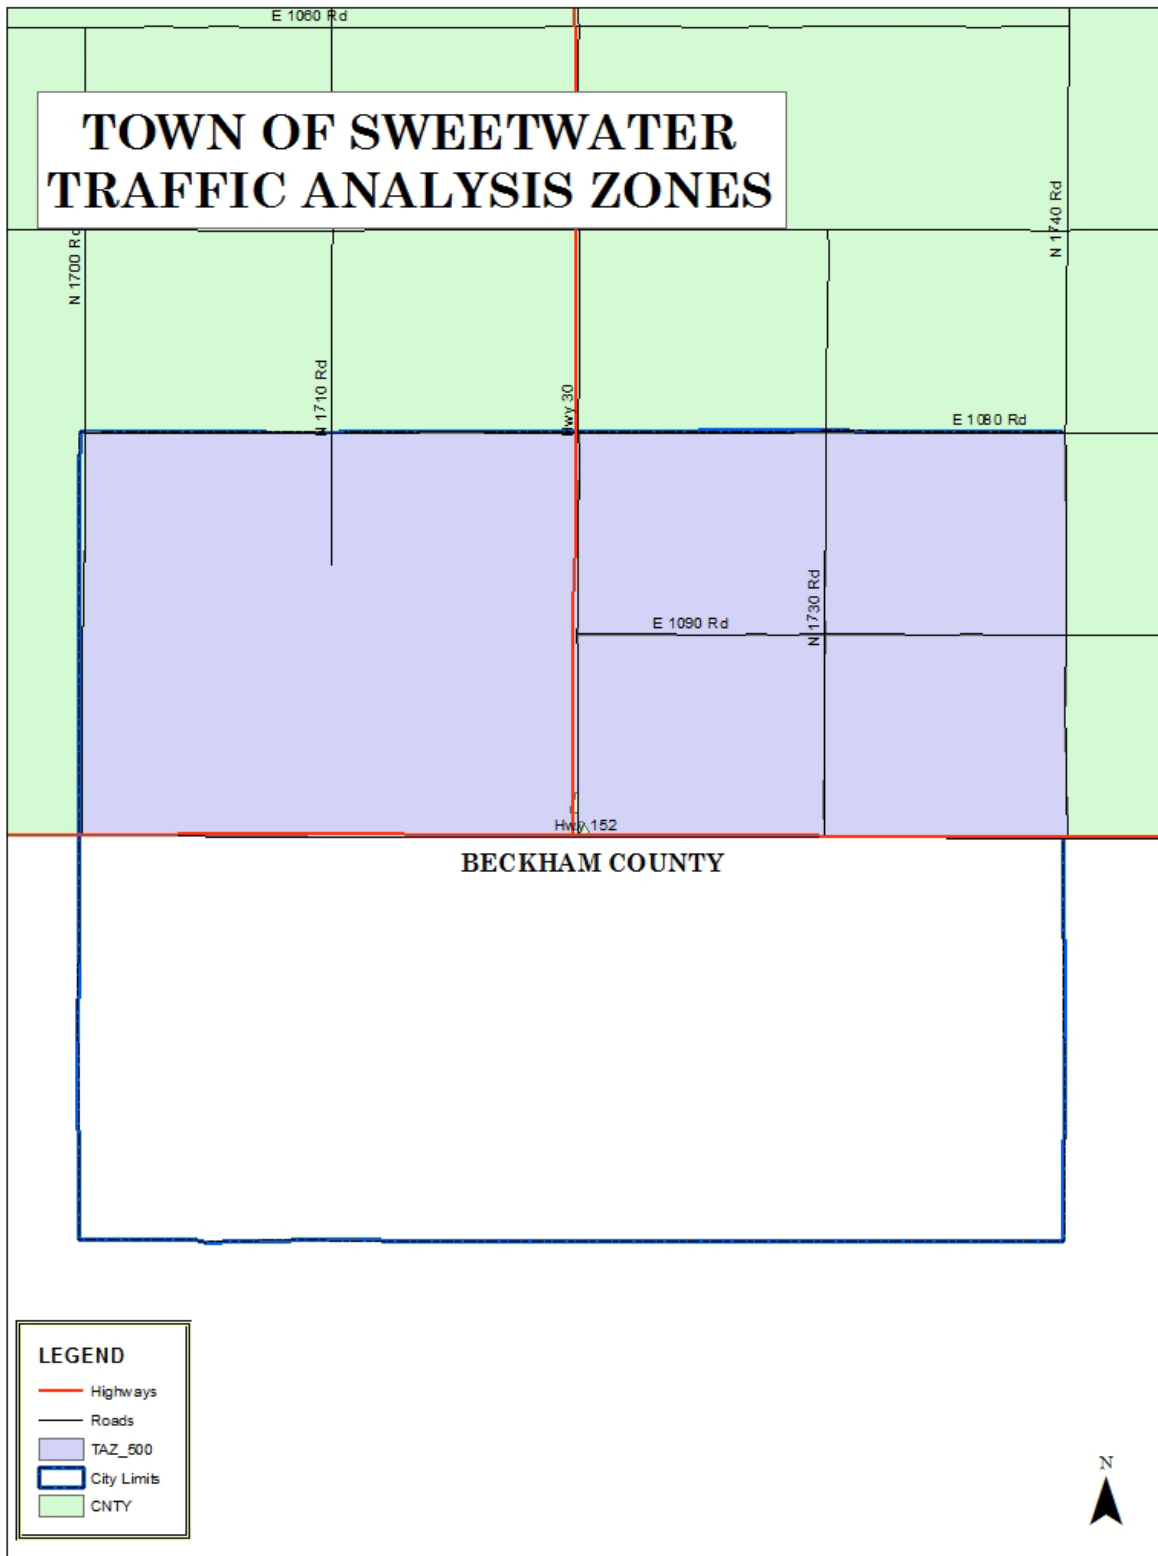 E 1060 Rd
TOWN OF SWEETWATER
TRAFFIC ANALYSIS ZONES
N 1700 Rd
N 1740 Rd
N 1710 Rd
Hwy 30
E 1080 Rd
N 1730 Rd
E 1090 Rd
Hwy 152
BECKHAM COUNTY
LEGEND
Highways
Roads
TAZ_500
City Limits
CNTY
N